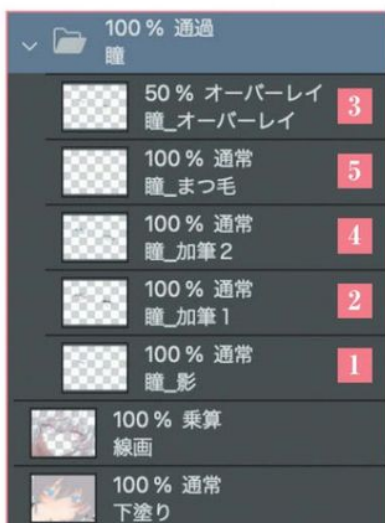 100% 通過
瞳
50% オーバーレイ
瞳_オーバーレイ
3
100% 通常
瞳_まつ毛
5
100% 通常
瞳_加筆2
4
100% 通常
瞳_加筆1
2
100% 通常
瞳_影
1
100% 乗算
線画
100% 通常
下塗り